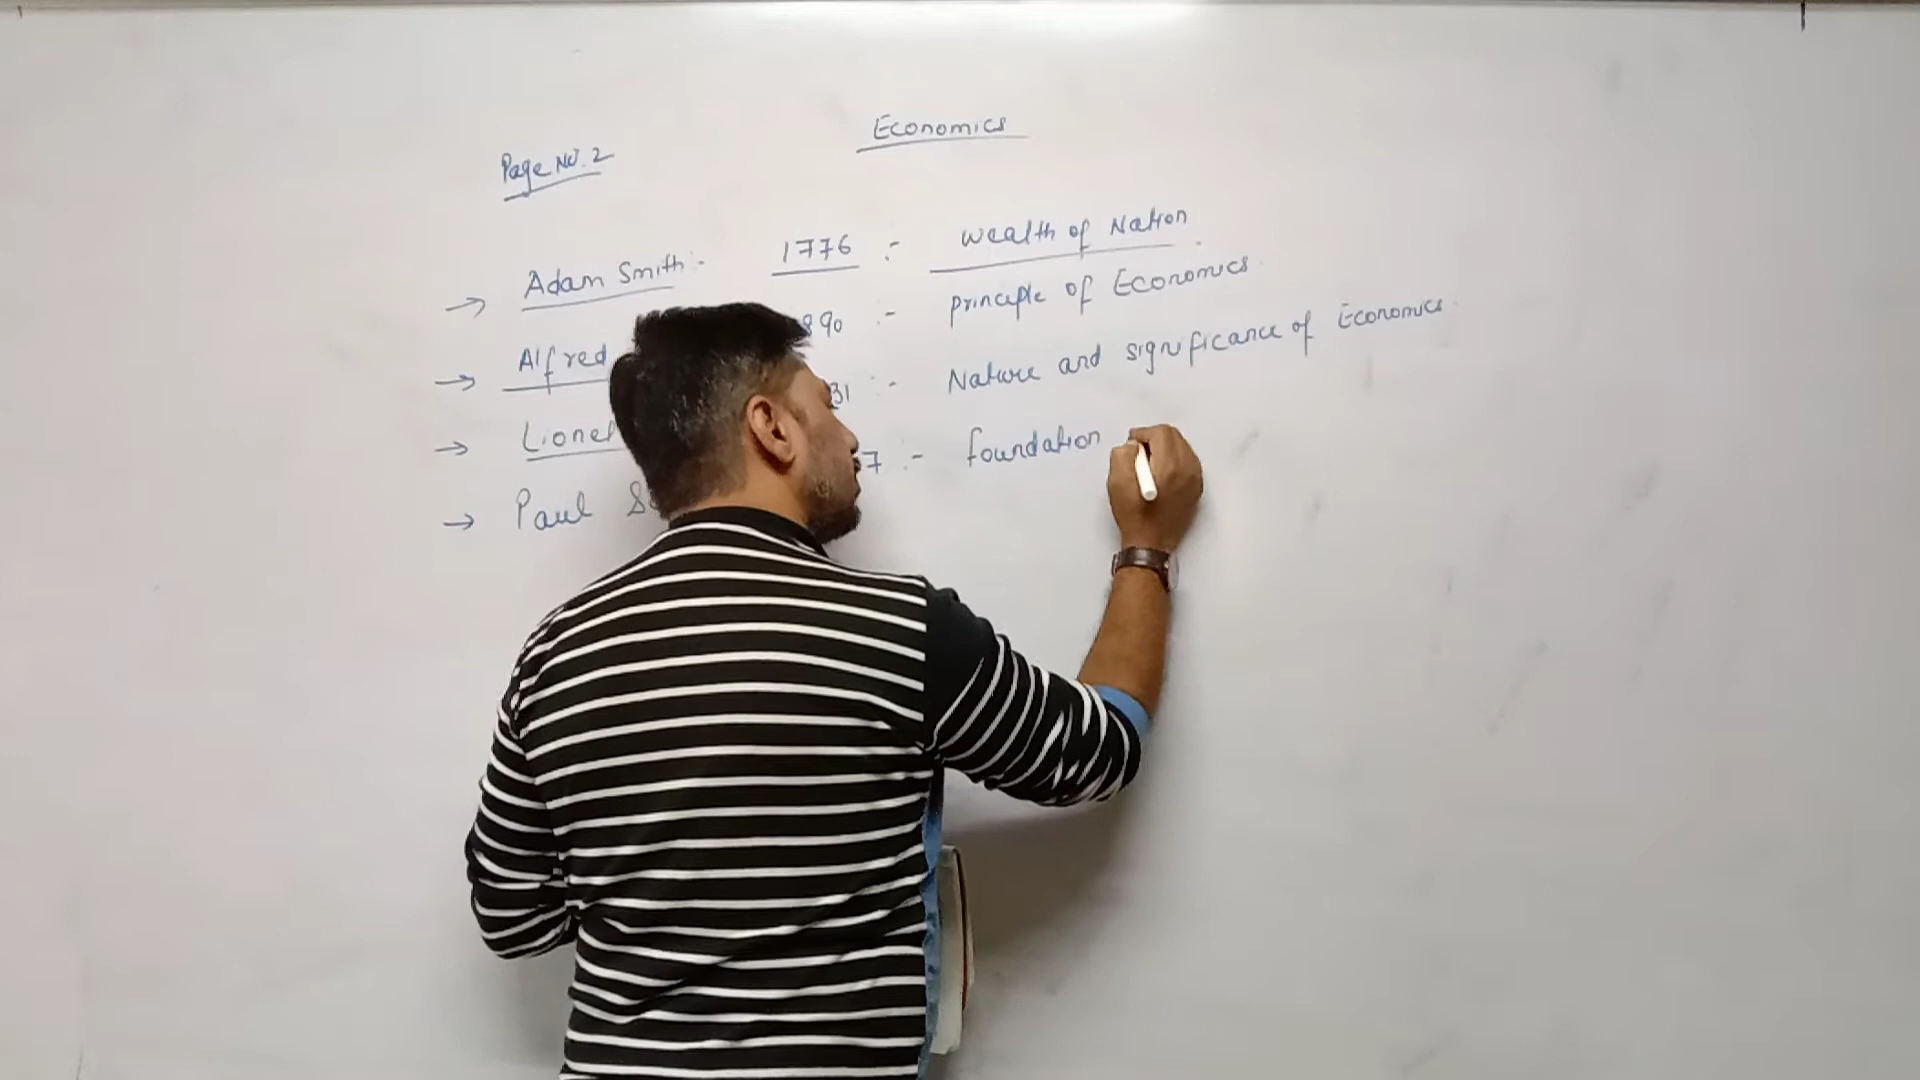 Economics
Page No. 2
→ Adam Smith :- 1776 :- Wealth of Nation
→ Alfred 890 :- principle of Economics.
→ Lionel 31 :- Nature and significance of Economics.
→ Paul 7 :- foundation